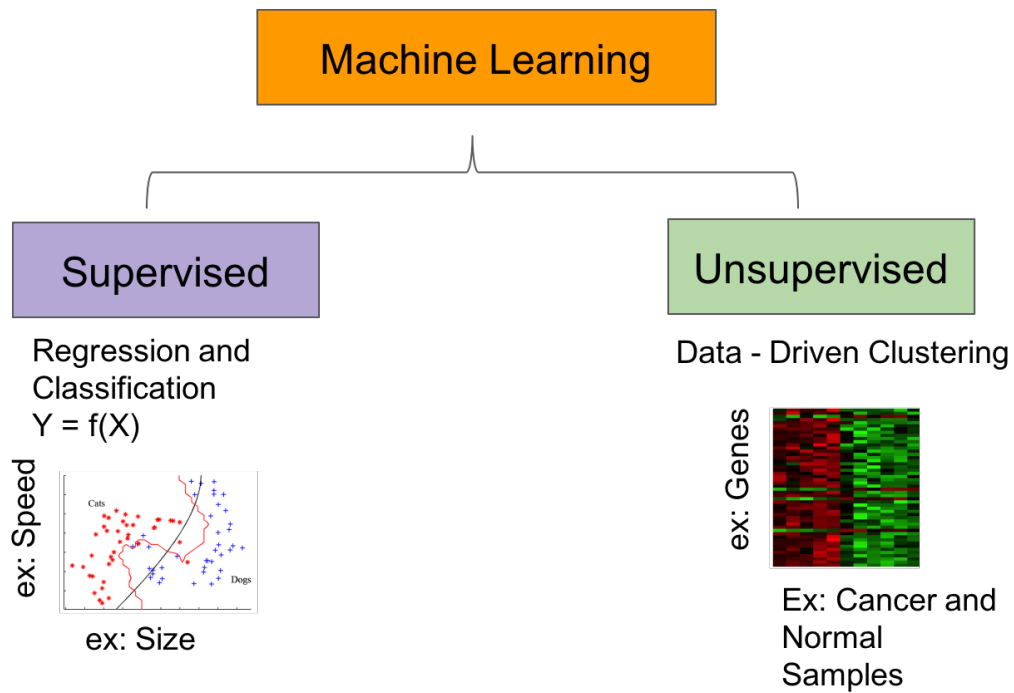 Machine Learning
Supervised
Unsupervised
Regression and
Classification
Y = f(X)
Data - Driven Clustering
ex: Speed
Cats
Dogs
ex: Size
ex: Genes
Ex: Cancer and
Normal
Samples